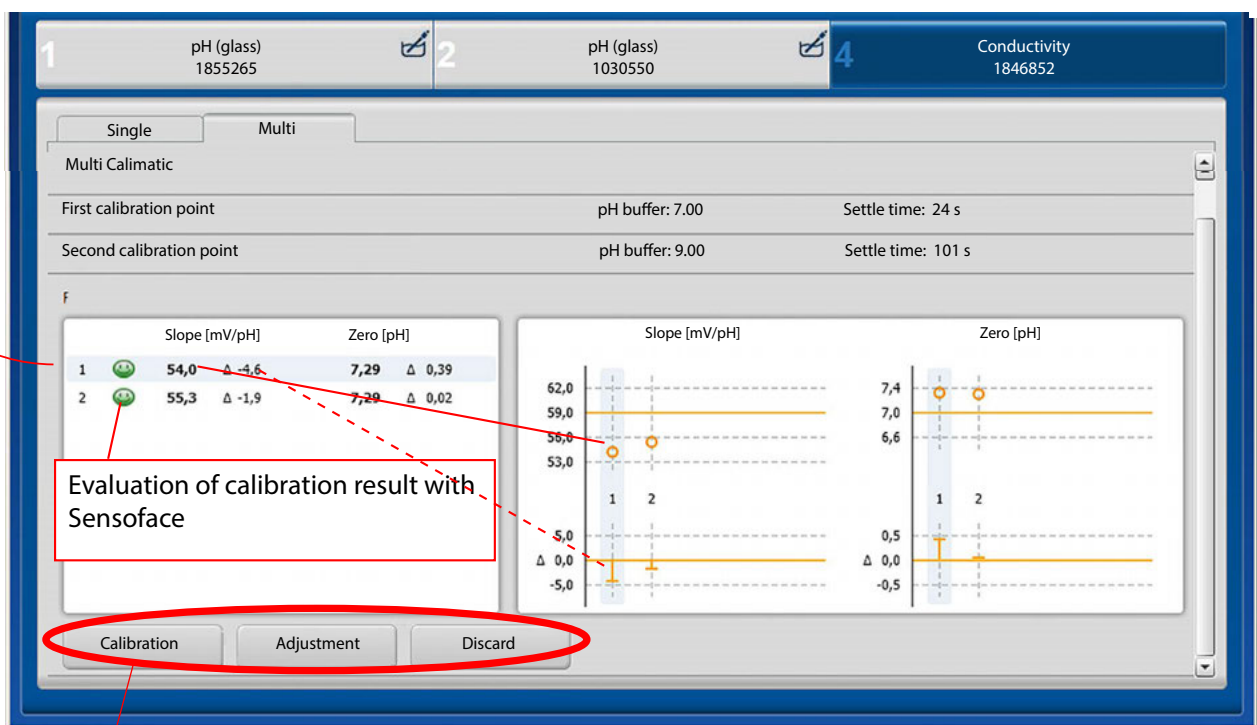 1 pH (glass) 2 pH (glass) 4 Conductivity
1855265 1030550 1846852
Single Multi
Multi Calimatic
First calibration point pH buffer: 7.00 Settle time: 24 s
Second calibration point pH buffer: 9.00 Settle time: 101 s
F
Slope [mV/pH] Zero [pH]
1 54,0 Δ -4,6 7,29 Δ 0,39
2 55,3 Δ -1,9 7,29 Δ 0,02
Evaluation of calibration result with
Sensoface
Slope [mV/pH]
62,0
59,0
56,0
53,0
1 2
5,0
Δ 0,0
-5,0
Zero [pH]
7,4
7,0
6,6
1 2
0,5
Δ 0,0
-0,5
Calibration Adjustment Discard